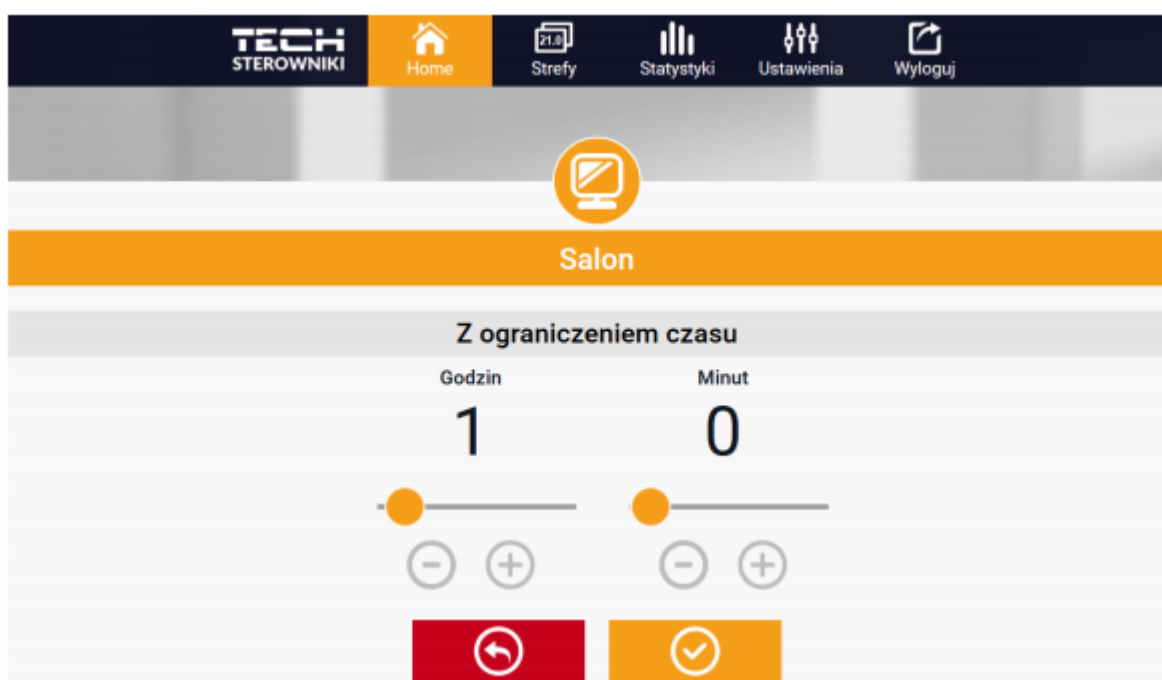 TECH
STEROWNIKI
Home
21.0
Strefy
Statystyki
Ustawienia
Wyloguj
Salon
Z ograniczeniem czasu
Godzin
Minut
1
0